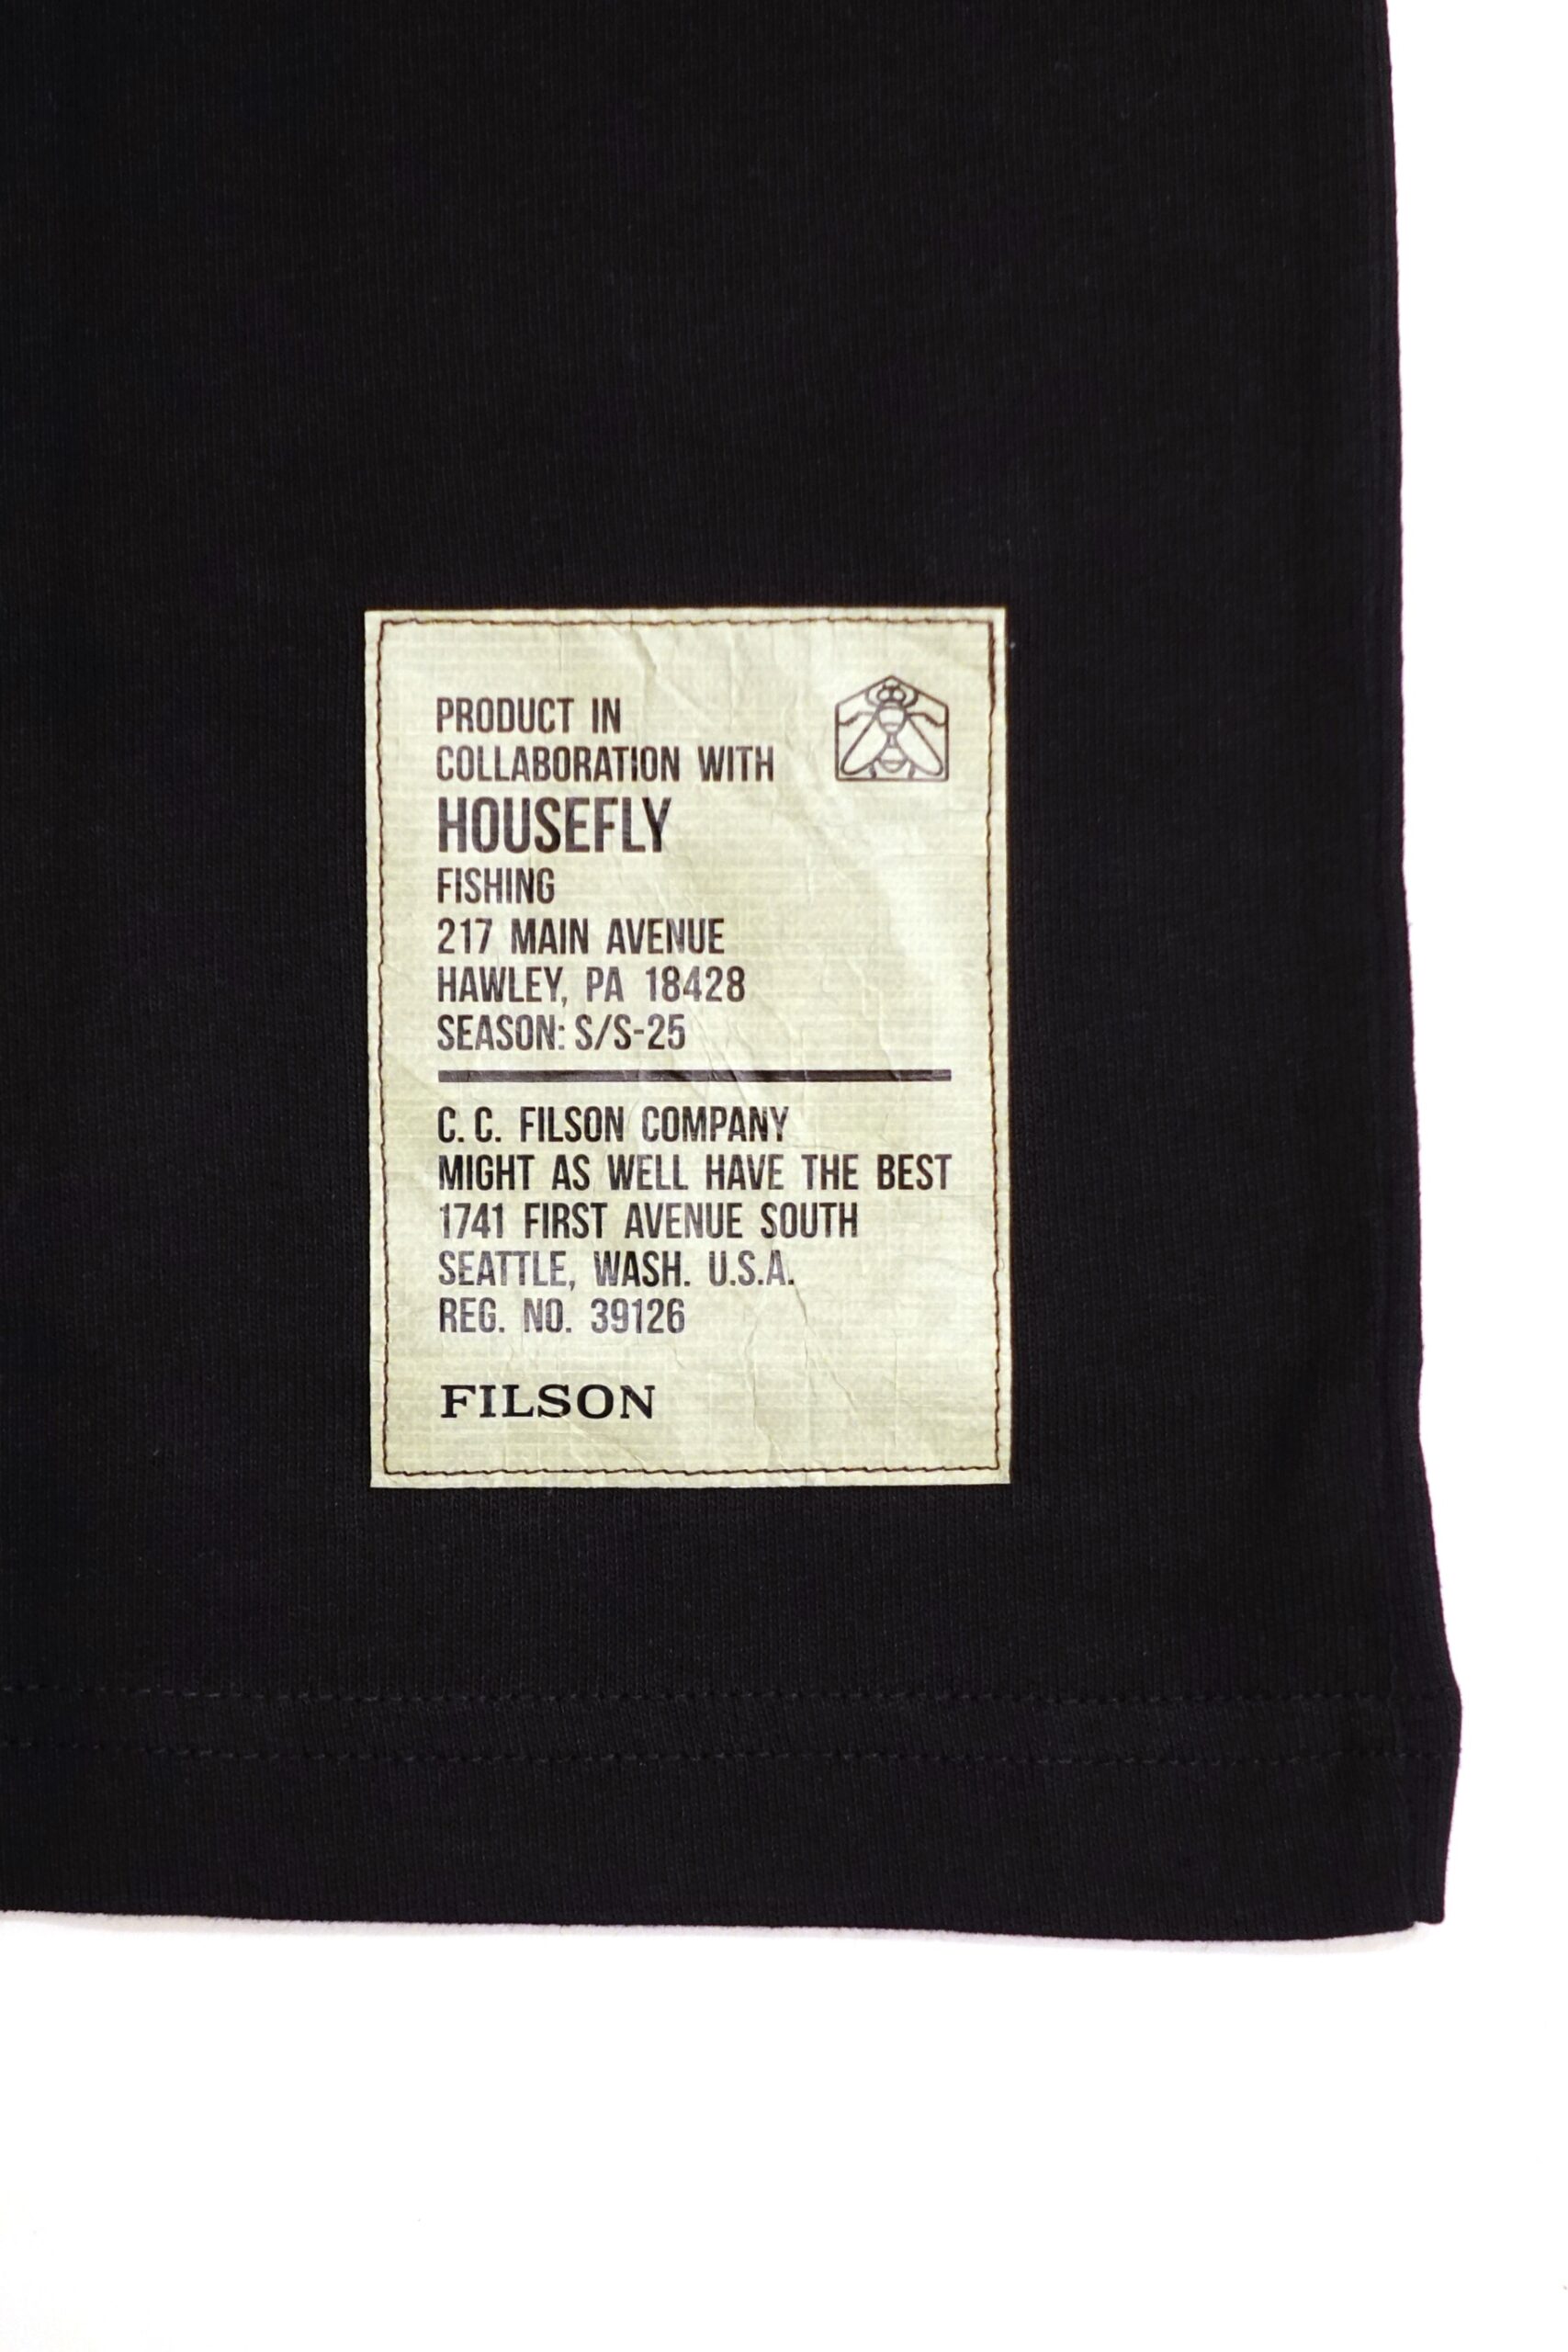 PRODUCT IN
COLLABORATION WITH
HOUSEFLY
FISHING
217 MAIN AVENUE
HAWLEY, PA 18428
SEASON: S/S-25
C. C. FILSON COMPANY
MIGHT AS WELL HAVE THE BEST
1741 FIRST AVENUE SOUTH
SEATTLE, WASH. U.S.A.
REG. NO. 39126
FILSON